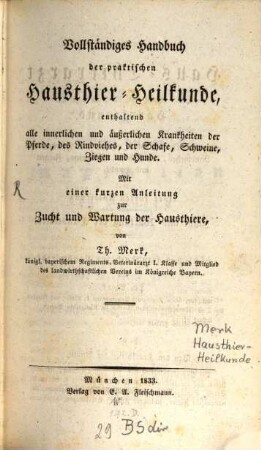 Vollständiges Handbuch
der praktischen
Hausthier-Heilkunde,
enthaltend
alle innerlichen und äußerlichen Krankheiten der
Pferde, des Rindviehes, der Schafe, Schweine,
Ziegen und Hunde.
Mit
einer kurzen Anleitung
zur
Zucht und Wartung der Hausthiere,
von
Th. Merk,
königl. bayerischem Regiments-Veterinärarzt I. Klasse und Mitglied
des landwirthschaftlichen Vereins im Königreiche Bayern.
Merk
Hausthier-
Heilkunde
München 1833.
Verlag von E. A. Fleischmann.
29 BSdir